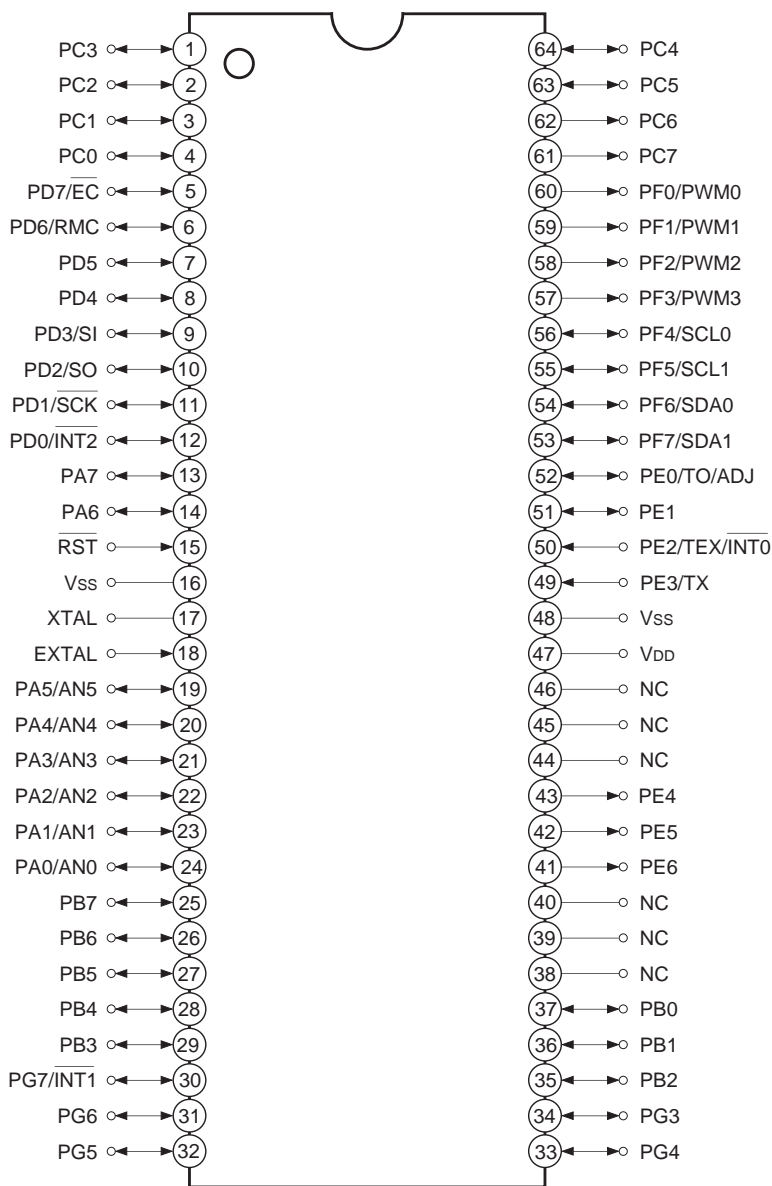 PC3 1 64 PC4
PC2 2 63 PC5
PC1 3 62 PC6
PC0 4 61 PC7
PD7/E̅C̅ 5 60 PF0/PWM0
PD6/RMC 6 59 PF1/PWM1
PD5 7 58 PF2/PWM2
PD4 8 57 PF3/PWM3
PD3/SI 9 56 PF4/SCL0
PD2/SO 10 55 PF5/SCL1
PD1/S̅C̅K̅ 11 54 PF6/SDA0
PD0/I̅N̅T̅2̅ 12 53 PF7/SDA1
PA7 13 52 PE0/TO/ADJ
PA6 14 51 PE1
R̅S̅T̅ 15 50 PE2/TEX/I̅N̅T̅0̅
Vss 16 49 PE3/TX
XTAL 17 48 Vss
EXTAL 18 47 VDD
PA5/AN5 19 46 NC
PA4/AN4 20 45 NC
PA3/AN3 21 44 NC
PA2/AN2 22 43 PE4
PA1/AN1 23 42 PE5
PA0/AN0 24 41 PE6
PB7 25 40 NC
PB6 26 39 NC
PB5 27 38 NC
PB4 28 37 PB0
PB3 29 36 PB1
PG7/I̅N̅T̅1̅ 30 35 PB2
PG6 31 34 PG3
PG5 32 33 PG4